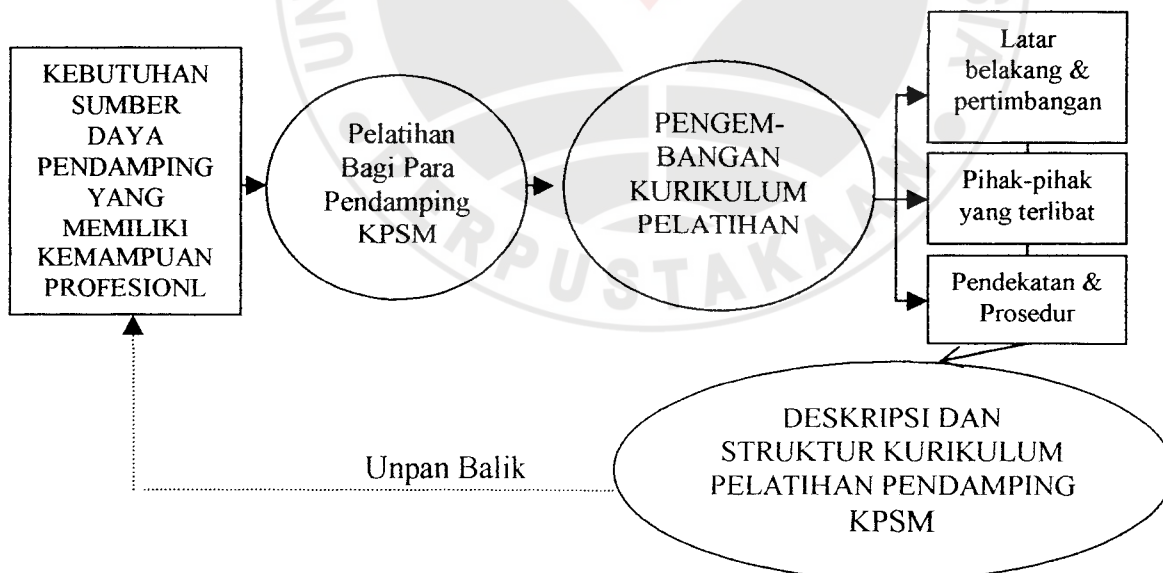 KEBUTUHAN
SUMBER
DAYA
PENDAMPING
YANG
MEMILIKI
KEMAMPUAN
PROFESIONL
Pelatihan
Bagi Para
Pendamping
KPSM
PENGEM-
BANGAN
KURIKULUM
PELATIHAN
Latar
belakang &
pertimbangan
Pihak-pihak
yang terlibat
Pendekatan &
Prosedur
DESKRIPSI DAN
STRUKTUR KURIKULUM
PELATIHAN PENDAMPING
KPSM
Unpan Balik